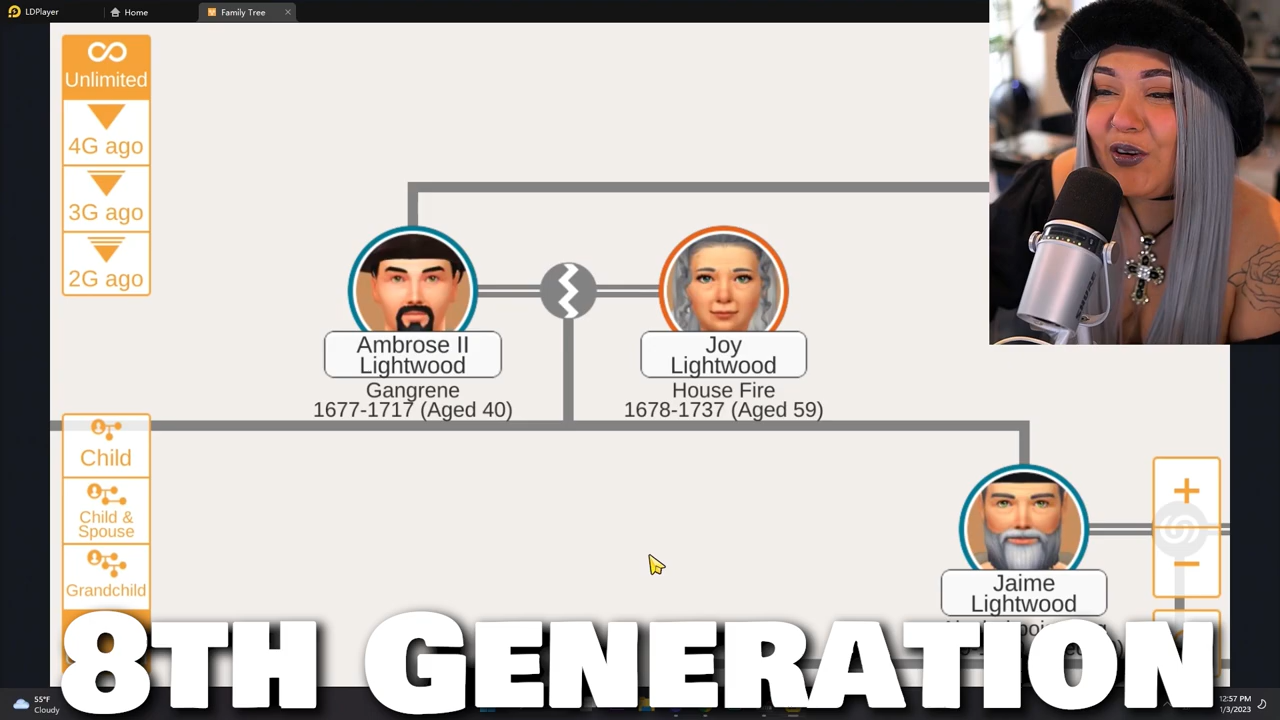 LDPlayer
Home
Family Tree
Unlimited
4G ago
3G ago
2G ago
Ambrose II
Lightwood
Gangrene
1677-1717 (Aged 40)
Joy
Lightwood
House Fire
1678-1737 (Aged 59)
Child
Child &
Spouse
Grandchild
Jaime
Lightwood
8TH GENERATION
55°F
Cloudy
12:57 PM
1/3/2023